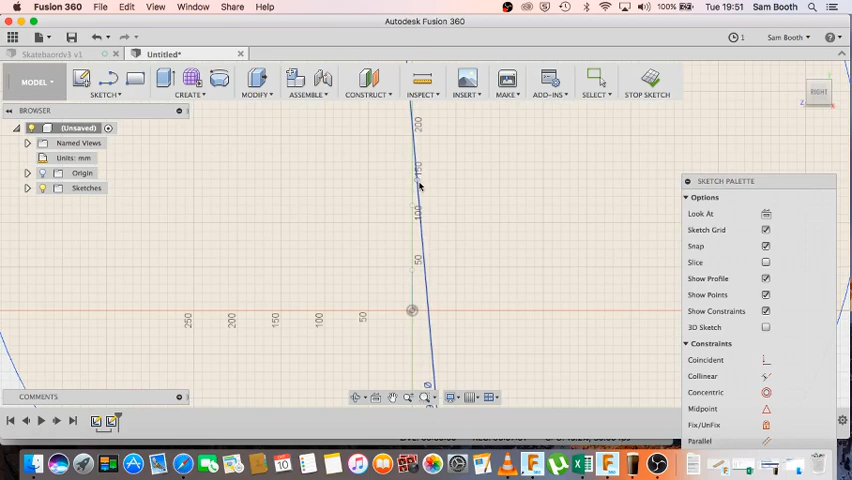 Fusion 360 File Edit View Window Share Help 100% Tue 19:51 Sam Booth
Autodesk Fusion 360
1 Sam Booth
Skatebaordv3 v1 Untitled*
MODEL SKETCH CREATE MODIFY ASSEMBLE CONSTRUCT INSPECT INSERT MAKE ADD-INS SELECT STOP SKETCH
BROWSER
(Unsaved)
Named Views
Units: mm
Origin
Sketches
RIGHT
200
150
100
50
250 200 150 100 50
SKETCH PALETTE
Options
Look At
Sketch Grid
Snap
Slice
Show Profile
Show Points
Show Constraints
3D Sketch
Constraints
Coincident
Collinear
Concentric
Midpoint
Fix/UnFix
Parallel
COMMENTS